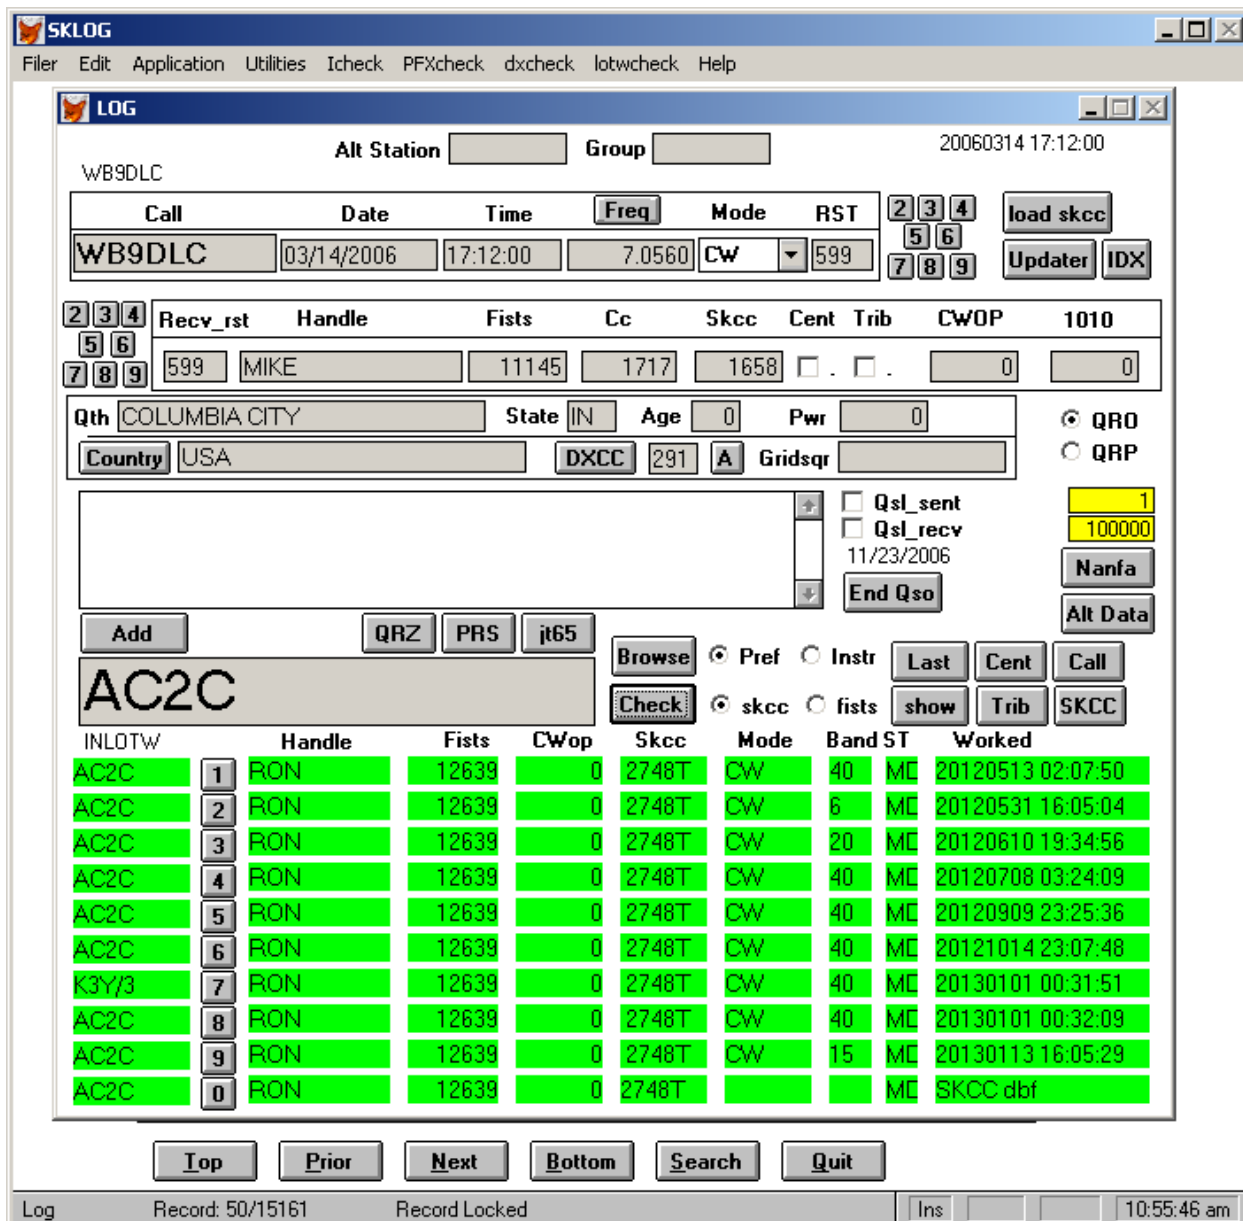 SKLOG
Filer Edit Application Utilities Icheck PFXcheck dxcheck lotwcheck Help
LOG
Alt Station Group 20060314 17:12:00
WB9DLC
Call Date Time Freq Mode RST 2 3 4 load skcc
5 6
WB9DLC 03/14/2006 17:12:00 7.0560 CW 599 7 8 9 Updater IDX
2 3 4 Recv_rst Handle Fists Cc Skcc Cent Trib CWOP 1010
5 6
7 8 9 599 MIKE 11145 1717 1658 . . 0 0
Qth COLUMBIA CITY State IN Age 0 Pwr 0 QRO
Country USA DXCC 291 A Gridsqr QRP
Qsl_sent 1
Qsl_recv 100000
11/23/2006
Nanfa
End Qso
Alt Data
Add QRZ PRS jt65
Browse Pref Instr Last Cent Call
AC2C
Check skcc fists show Trib SKCC
INLOTW Handle Fists CWop Skcc Mode Band ST Worked
AC2C 1 RON 12639 0 2748T CW 40 MD 20120513 02:07:50
AC2C 2 RON 12639 0 2748T CW 6 MD 20120531 16:05:04
AC2C 3 RON 12639 0 2748T CW 20 MD 20120610 19:34:56
AC2C 4 RON 12639 0 2748T CW 40 MD 20120708 03:24:09
AC2C 5 RON 12639 0 2748T CW 40 MD 20120909 23:25:36
AC2C 6 RON 12639 0 2748T CW 40 MD 20121014 23:07:48
K3Y/3 7 RON 12639 0 2748T CW 40 MD 20130101 00:31:51
AC2C 8 RON 12639 0 2748T CW 40 MD 20130101 00:32:09
AC2C 9 RON 12639 0 2748T CW 15 MD 20130113 16:05:29
AC2C 0 RON 12639 0 2748T MD SKCC dbf
Top Prior Next Bottom Search Quit
Log Record: 50/15161 Record Locked Ins 10:55:46 am